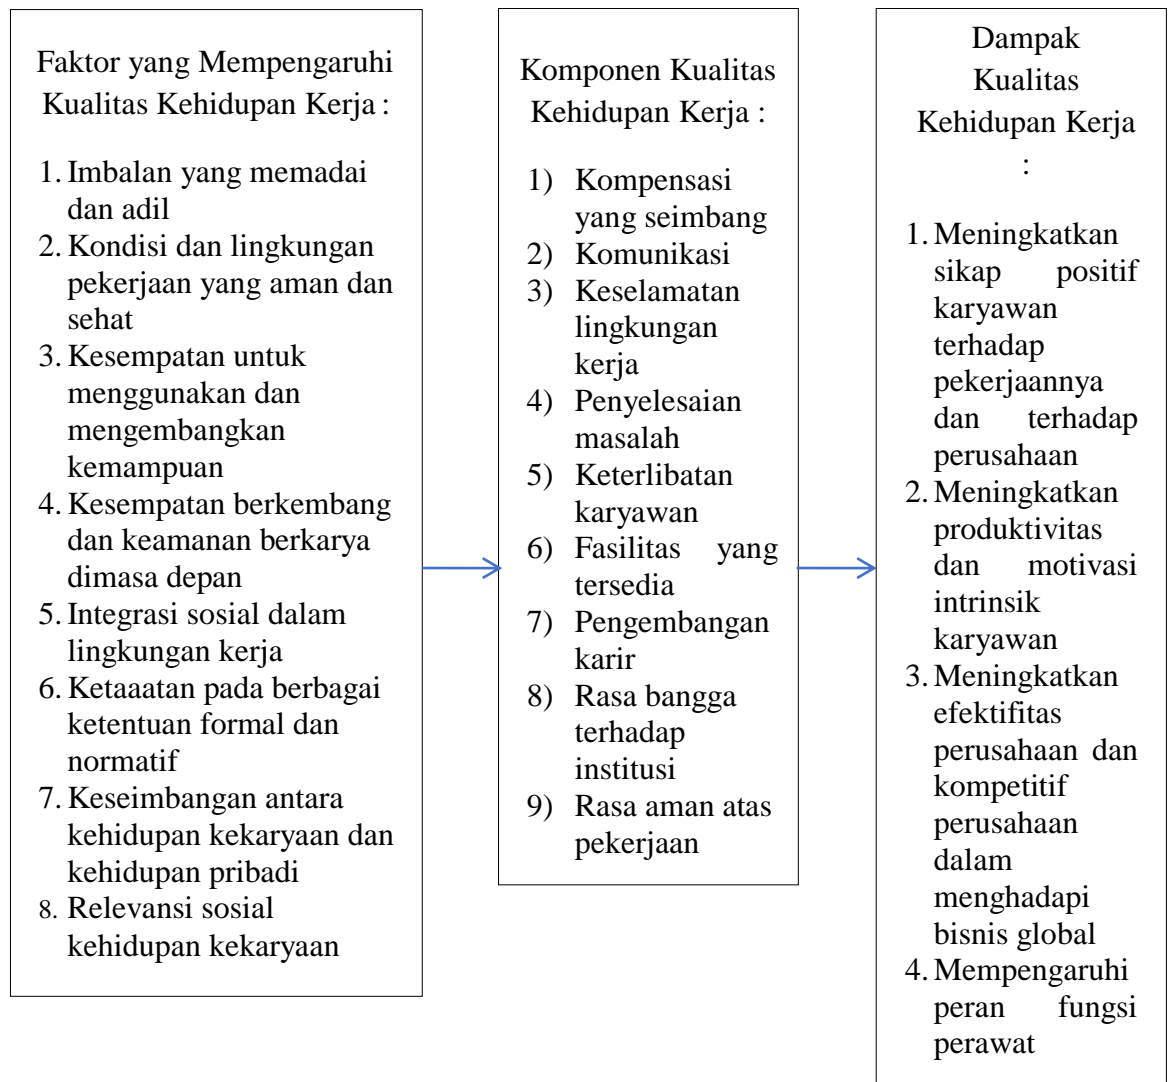 Faktor yang Mempengaruhi
Kualitas Kehidupan Kerja :
1. Imbalan yang memadai
dan adil
2. Kondisi dan lingkungan
pekerjaan yang aman dan
sehat
3. Kesempatan untuk
menggunakan dan
mengembangkan
kemampuan
4. Kesempatan berkembang
dan keamanan berkarya
dimasa depan
5. Integrasi sosial dalam
lingkungan kerja
6. Ketaaatan pada berbagai
ketentuan formal dan
normatif
7. Keseimbangan antara
kehidupan kekaryaan dan
kehidupan pribadi
8. Relevansi sosial
kehidupan kekaryaan
Komponen Kualitas
Kehidupan Kerja :
1) Kompensasi
yang seimbang
2) Komunikasi
3) Keselamatan
lingkungan
kerja
4) Penyelesaian
masalah
5) Keterlibatan
karyawan
6) Fasilitas yang
tersedia
7) Pengembangan
karir
8) Rasa bangga
terhadap
institusi
9) Rasa aman atas
pekerjaan
Dampak
Kualitas
Kehidupan Kerja
:
1. Meningkatkan
sikap positif
karyawan
terhadap
pekerjaannya
dan terhadap
perusahaan
2. Meningkatkan
produktivitas
dan motivasi
intrinsik
karyawan
3. Meningkatkan
efektifitas
perusahaan dan
kompetitif
perusahaan
dalam
menghadapi
bisnis global
4. Mempengaruhi
peran fungsi
perawat